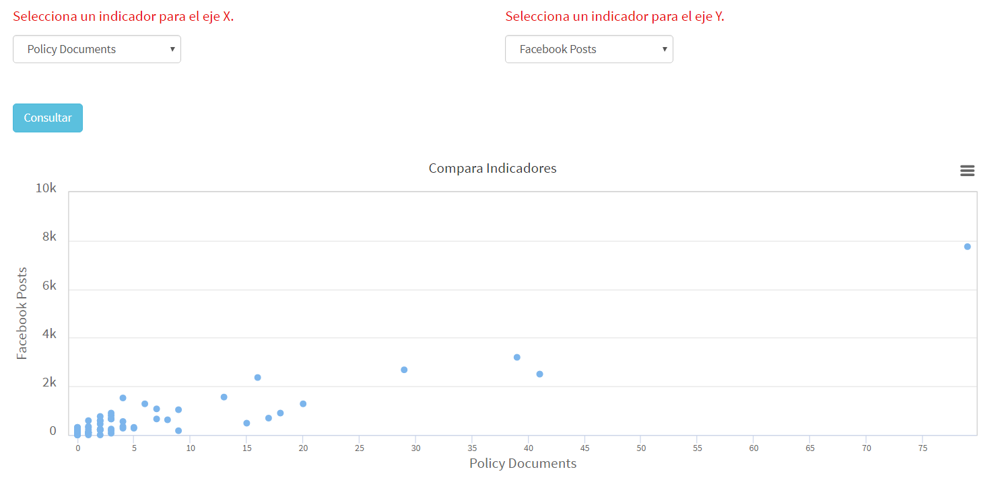 Selecciona un indicador para el eje X. Selecciona un indicador para el eje Y.
Policy Documents Facebook Posts
Consultar
Compara Indicadores
10k
8k
6k
4k
2k
0
Facebook Posts
0 5 10 15 20 25 30 35 40 45 50 55 60 65 70 75
Policy Documents